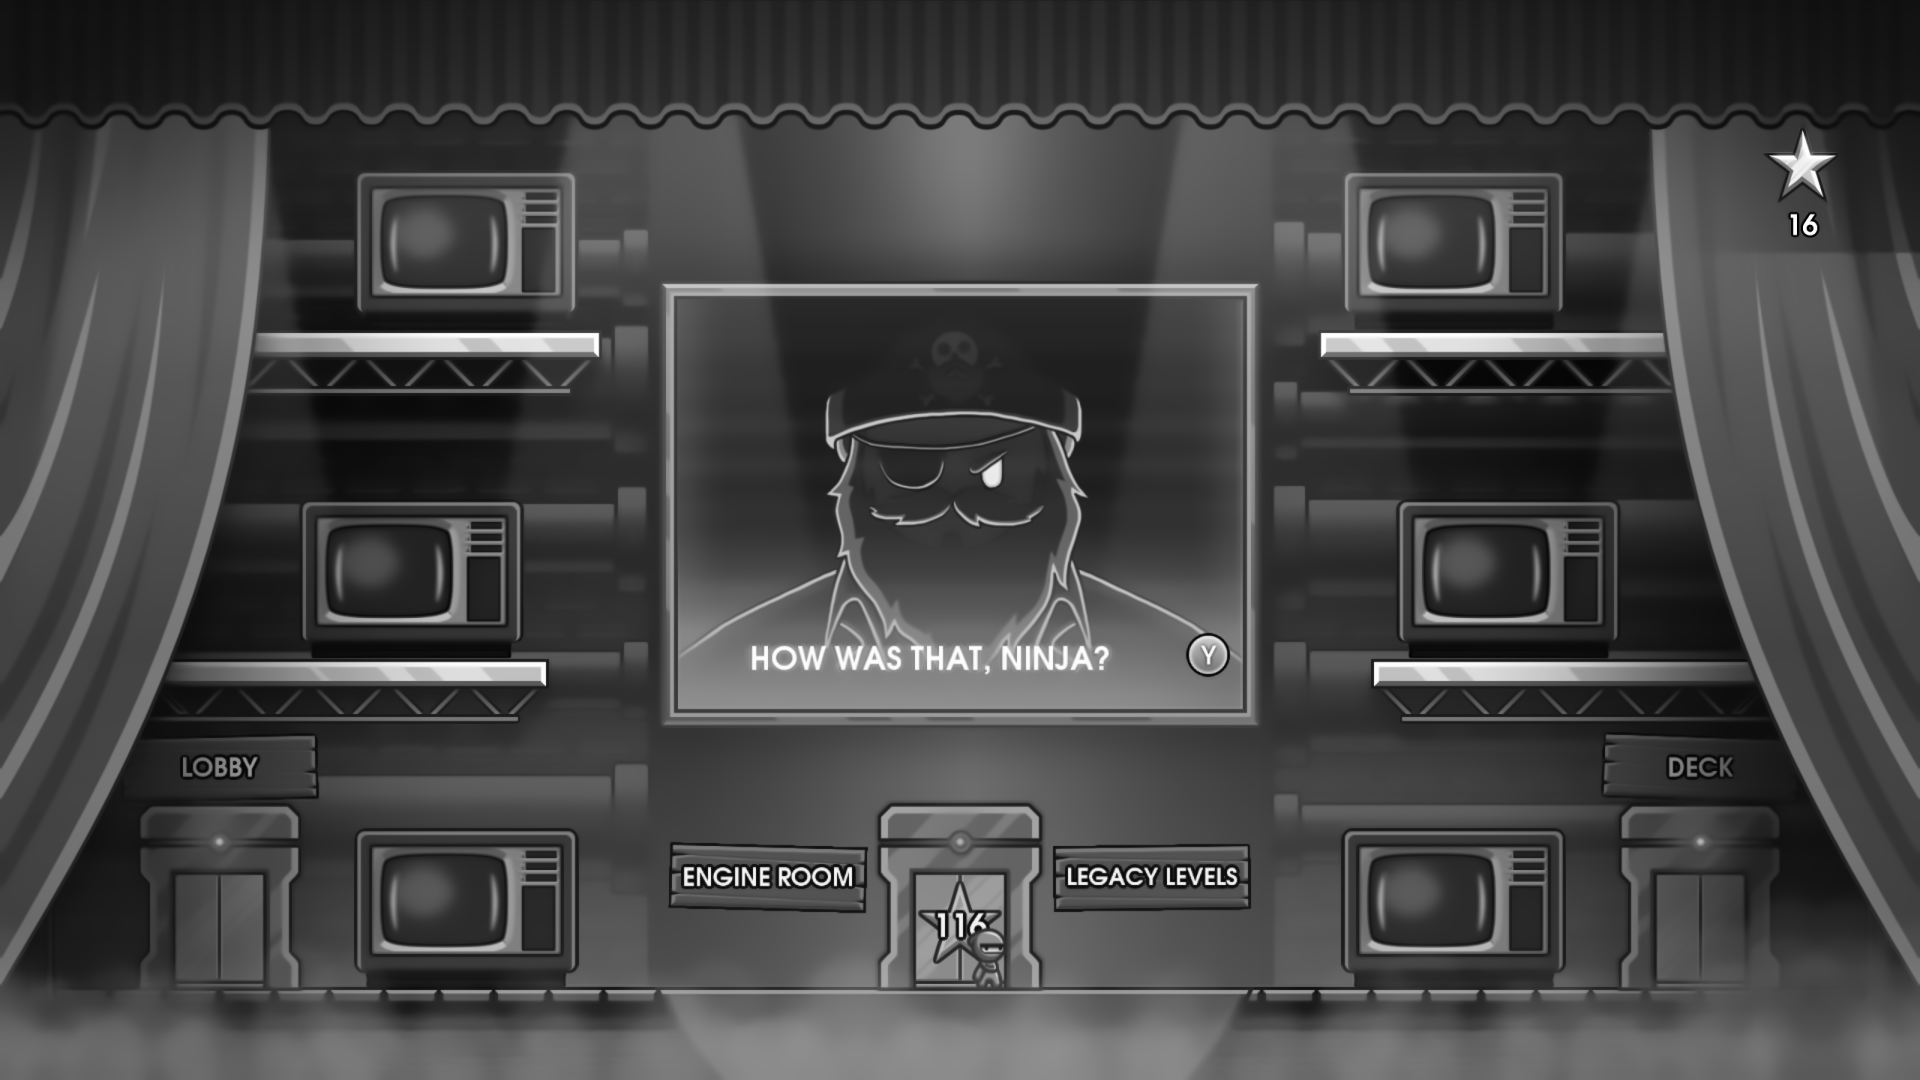 16
HOW WAS THAT, NINJA?
Y
LOBBY
DECK
ENGINE ROOM
LEGACY LEVELS
116